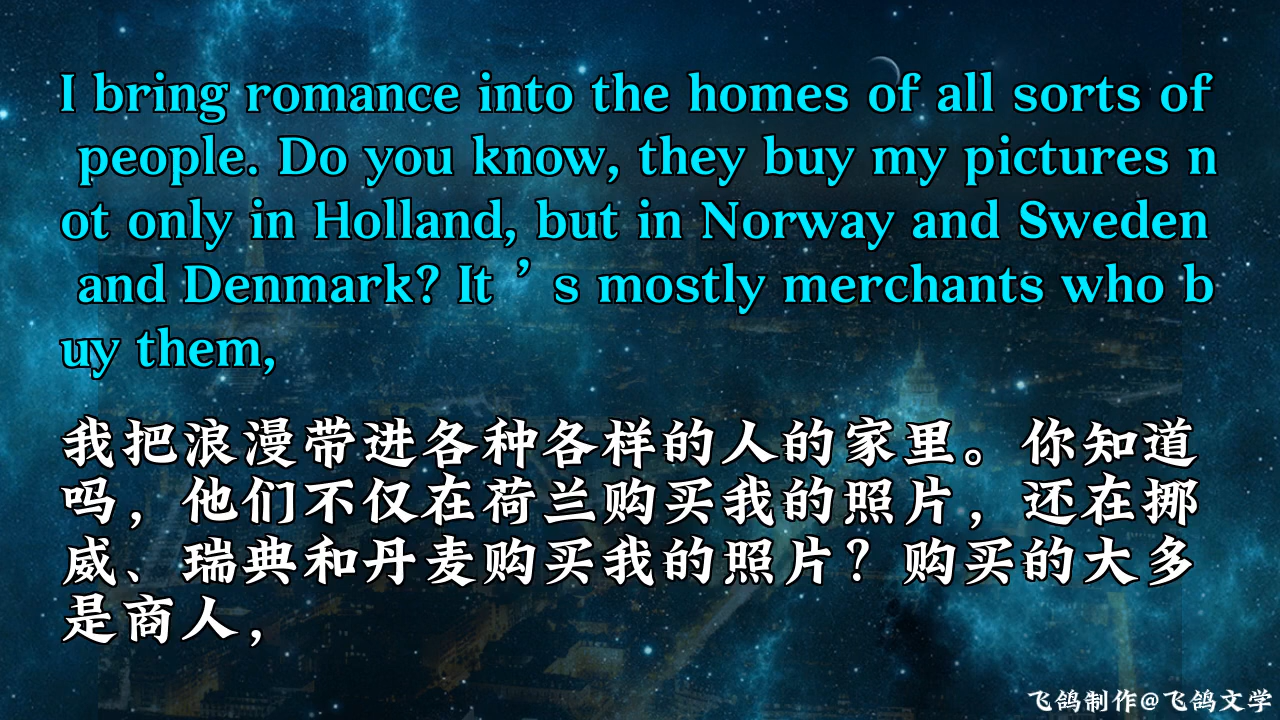 I bring romance into the homes of all sorts of
people. Do you know, they buy my pictures n
ot only in Holland, but in Norway and Sweden
and Denmark? It ’ s mostly merchants who b
uy them,
我把浪漫带进各种各样的人的家里。你知道
吗，他们不仅在荷兰购买我的照片，还在挪
威、瑞典和丹麦购买我的照片？购买的大多
是商人，
飞鸽制作@飞鸽文学